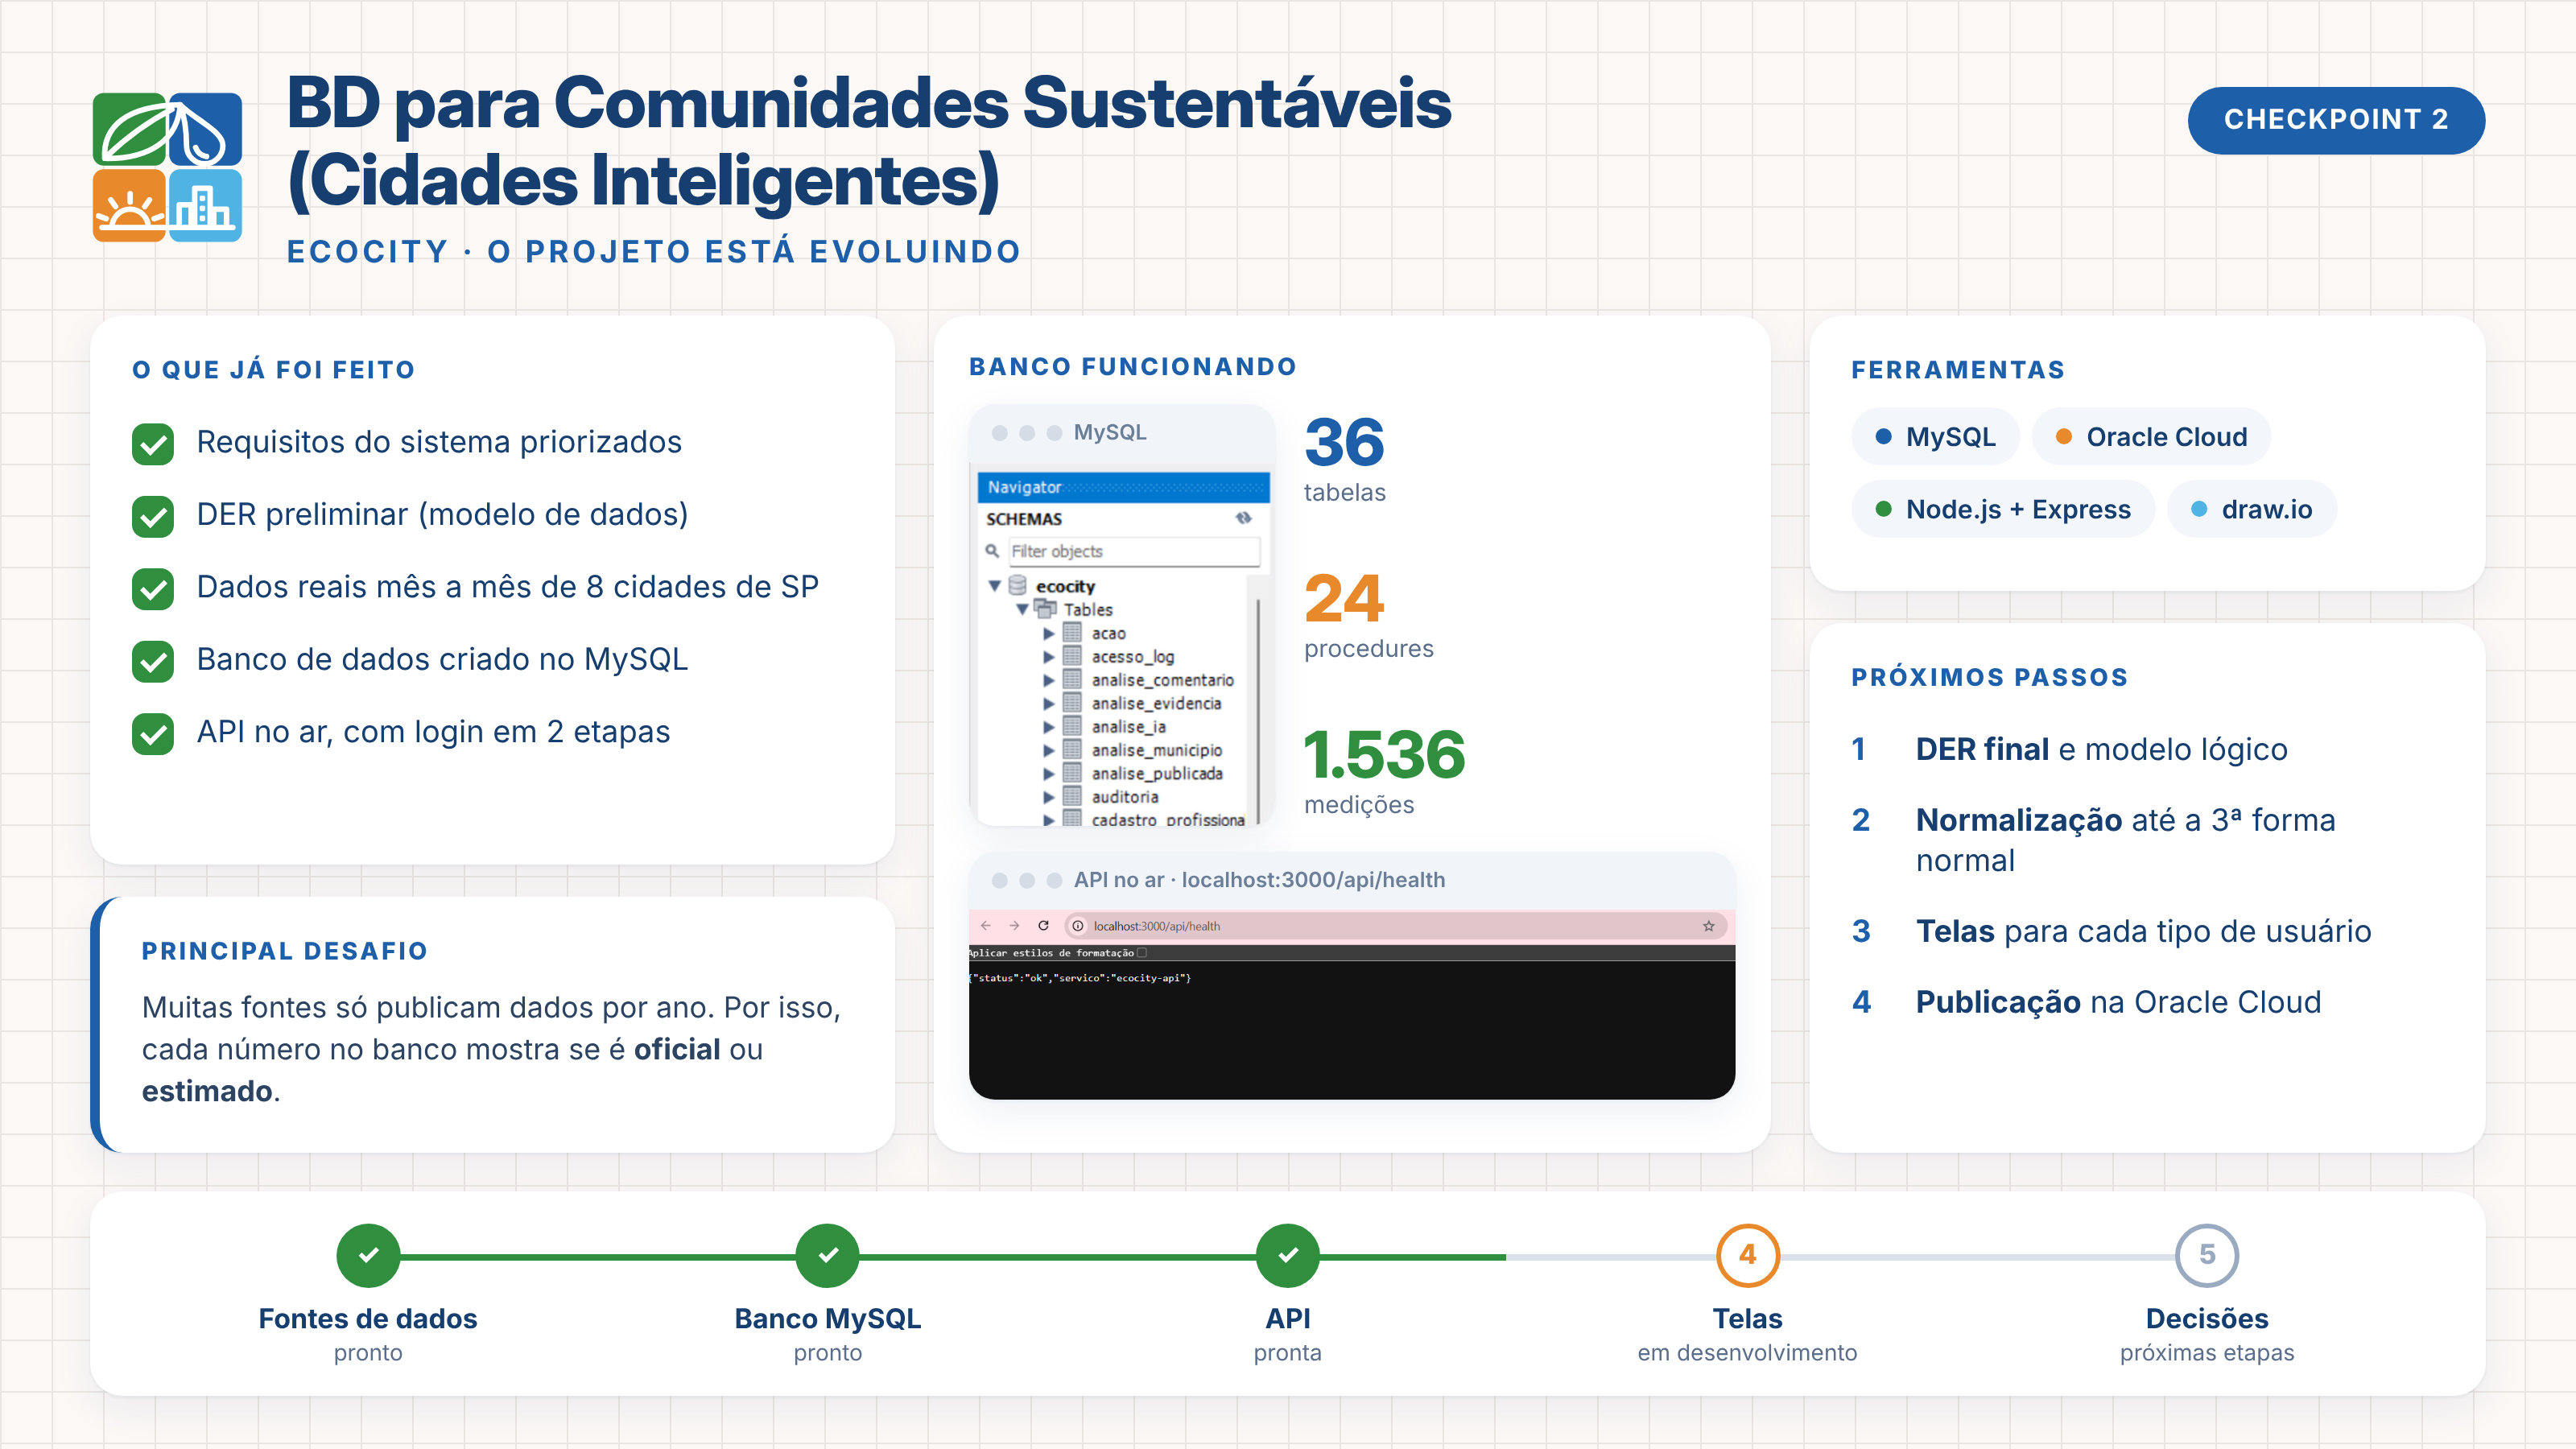 BD para Comunidades Sustentáveis
(Cidades Inteligentes)
ECOCITY · O PROJETO ESTÁ EVOLUINDO
CHECKPOINT 2
O QUE JÁ FOI FEITO
Requisitos do sistema priorizados
DER preliminar (modelo de dados)
Dados reais mês a mês de 8 cidades de SP
Banco de dados criado no MySQL
API no ar, com login em 2 etapas
PRINCIPAL DESAFIO
Muitas fontes só publicam dados por ano. Por isso,
cada número no banco mostra se é oficial ou
estimado.
BANCO FUNCIONANDO
MySQL
Navigator
SCHEMAS
Filter objects
ecocity
Tables
acao
acesso_log
analise_comentario
analise_evidencia
analise_ia
analise_municipio
analise_publicada
auditoria
cadastro_profissiona
36
tabelas
24
procedures
1.536
medições
API no ar · localhost:3000/api/health
localhost:3000/api/health
Aplicar estilos de formatação
{"status":"ok","servico":"ecocity-api"}
FERRAMENTAS
MySQL
Oracle Cloud
Node.js + Express
draw.io
PRÓXIMOS PASSOS
1 DER final e modelo lógico
2 Normalização até a 3ª forma
normal
3 Telas para cada tipo de usuário
4 Publicação na Oracle Cloud
4
5
Fontes de dados
pronto
Banco MySQL
pronto
API
pronta
Telas
em desenvolvimento
Decisões
próximas etapas